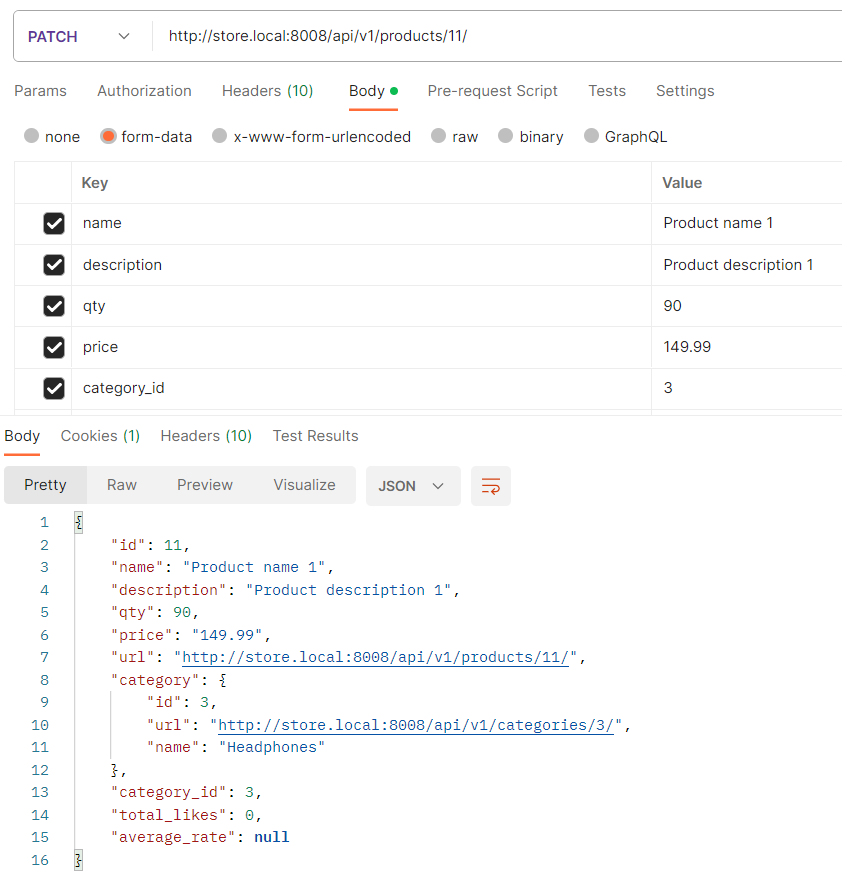 PATCH http://store.local:8008/api/v1/products/11/
Params Authorization Headers (10) Body Pre-request Script Tests Settings
none form-data x-www-form-urlencoded raw binary GraphQL
Key Value
name Product name 1
description Product description 1
qty 90
price 149.99
category_id 3
Body Cookies (1) Headers (10) Test Results
Pretty Raw Preview Visualize JSON
1 {
2 "id": 11,
3 "name": "Product name 1",
4 "description": "Product description 1",
5 "qty": 90,
6 "price": "149.99",
7 "url": "http://store.local:8008/api/v1/products/11/",
8 "category": {
9 "id": 3,
10 "url": "http://store.local:8008/api/v1/categories/3/",
11 "name": "Headphones"
12 },
13 "category_id": 3,
14 "total_likes": 0,
15 "average_rate": null
16 }